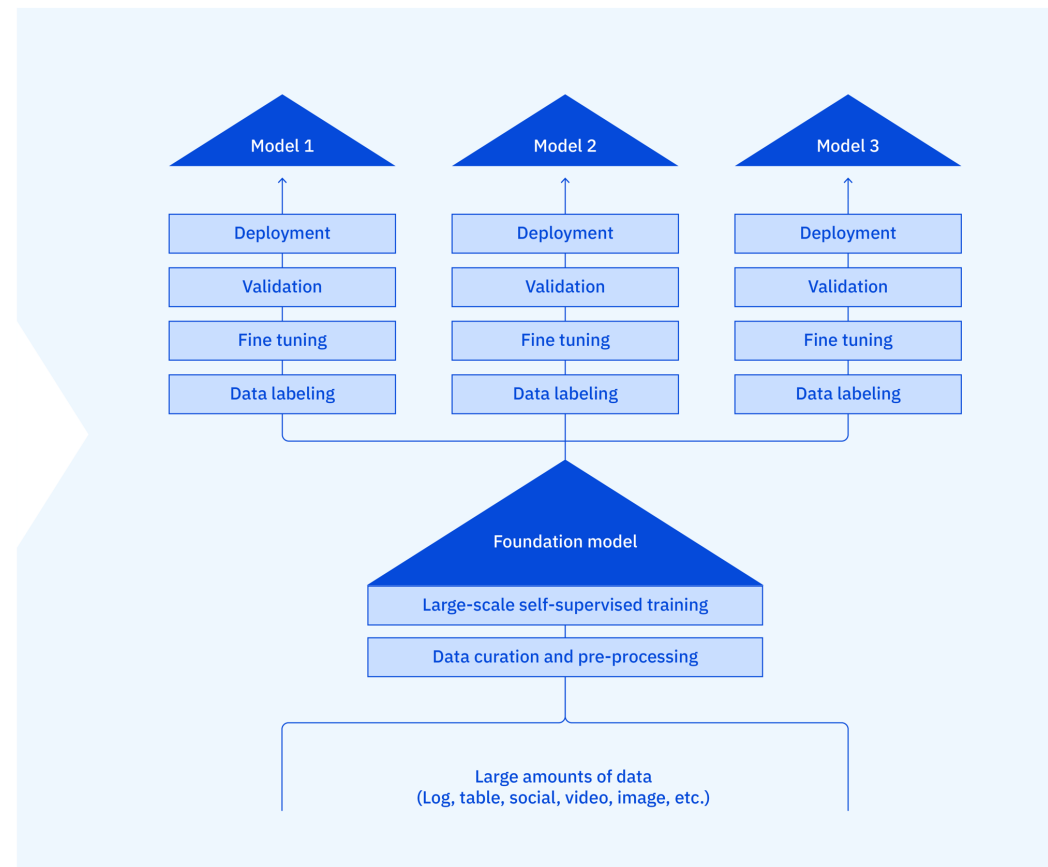 Model 1
Model 2
Model 3
Deployment
Deployment
Deployment
Validation
Validation
Validation
Fine tuning
Fine tuning
Fine tuning
Data labeling
Data labeling
Data labeling
Foundation model
Large-scale self-supervised training
Data curation and pre-processing
Large amounts of data
(Log, table, social, video, image, etc.)